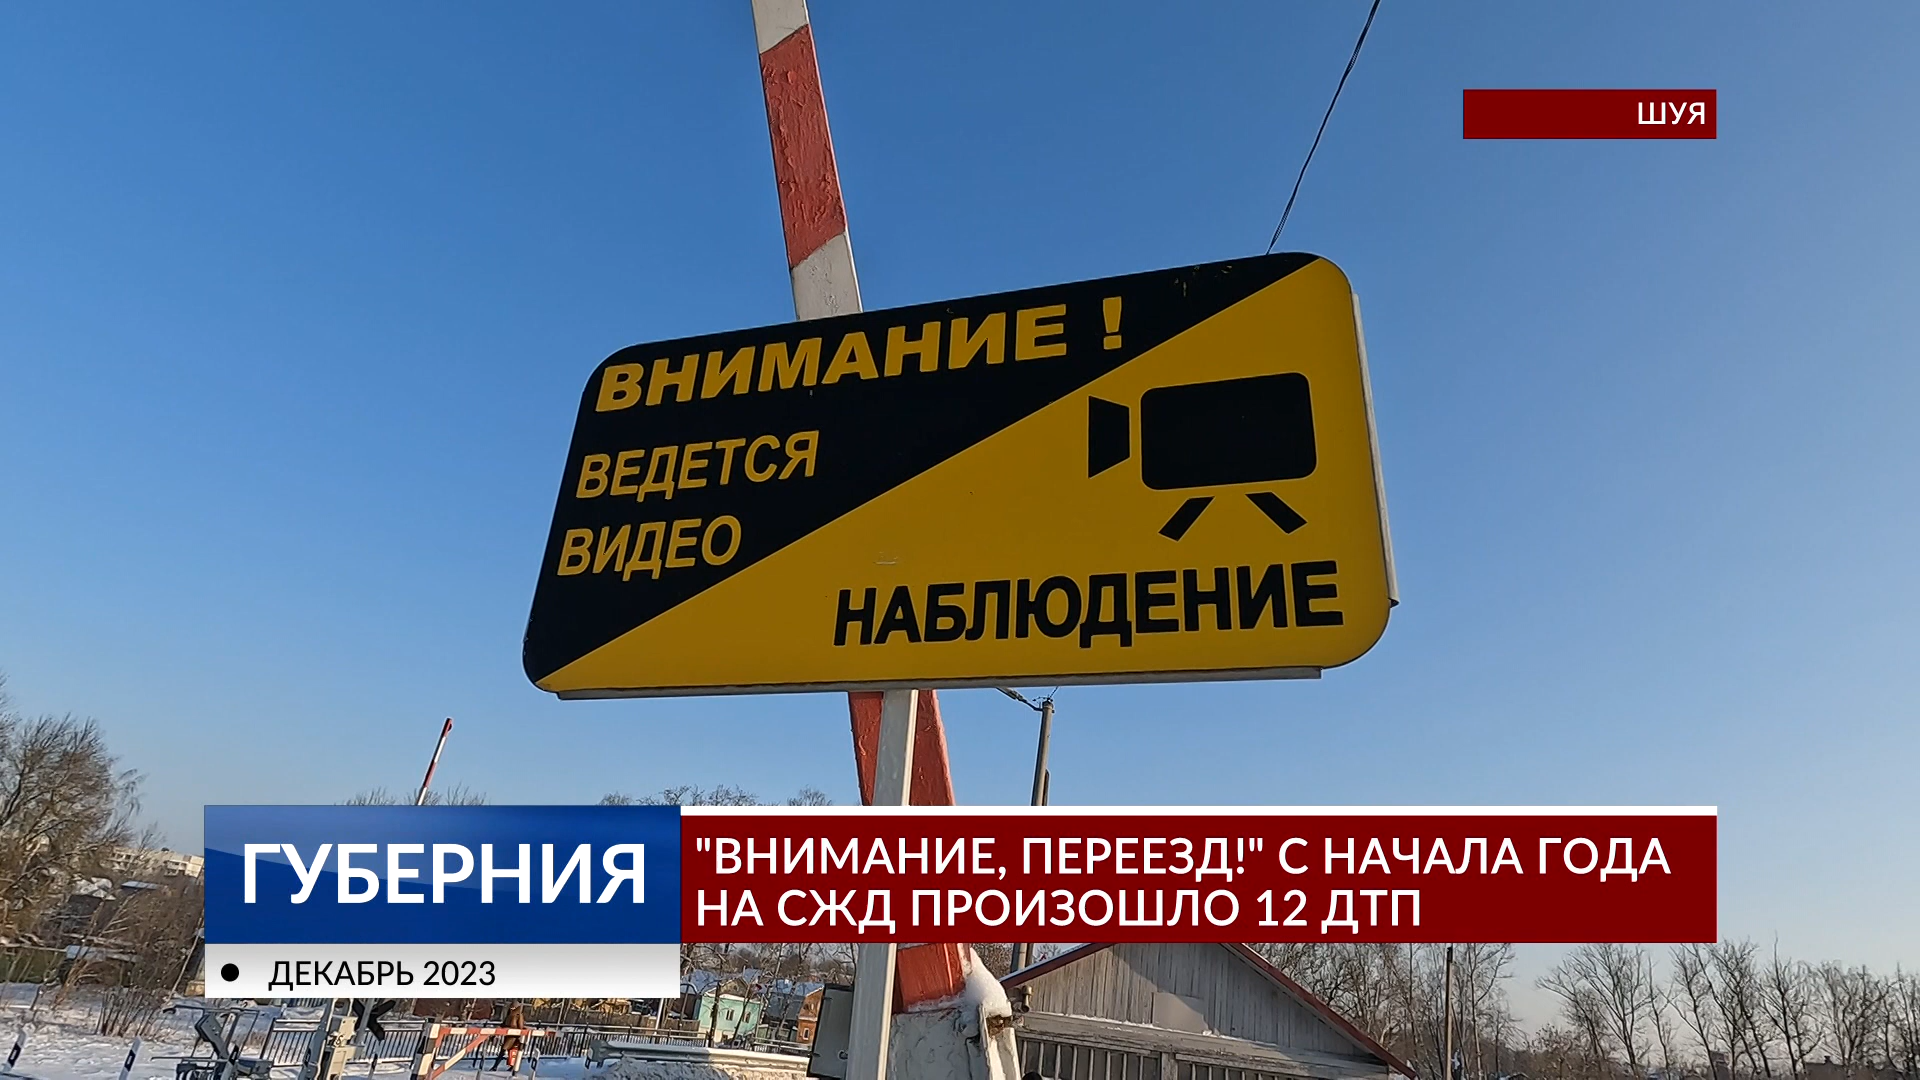 ШУЯ
ВНИМАНИЕ !
ВЕДЕТСЯ
ВИДЕО
НАБЛЮДЕНИЕ
ГУБЕРНИЯ
"ВНИМАНИЕ, ПЕРЕЕЗД!" С НАЧАЛА ГОДА
НА СЖД ПРОИЗОШЛО 12 ДТП
ДЕКАБРЬ 2023